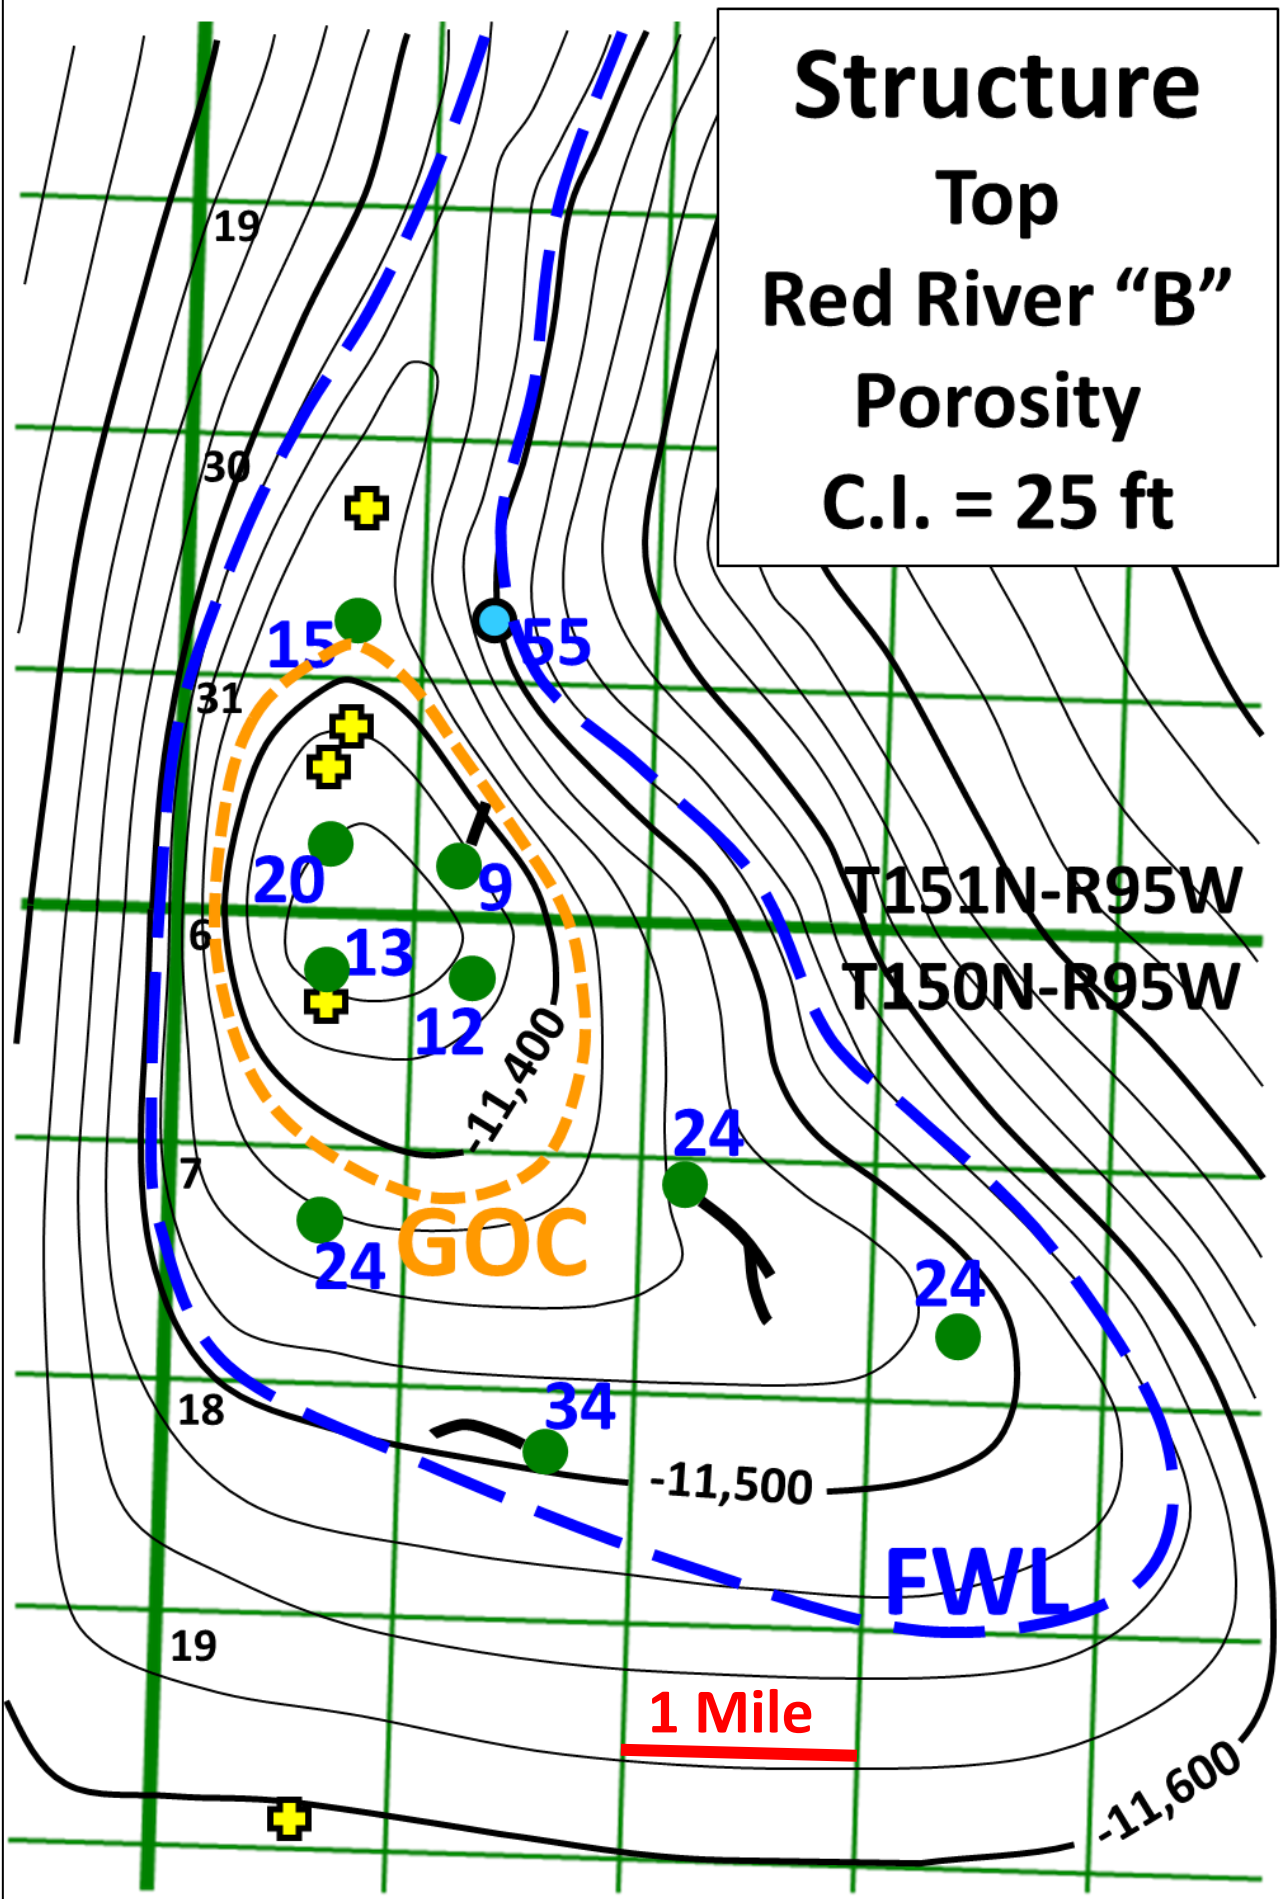 Structure
Top
Red River “B”
Porosity
C.I. = 25 ft
19
30
15
55
31
20
9
T151N-R95W
6
13
T150N-R95W
12
-11,400
24
7
GOC
24
24
18
34
-11,500
FWL
19
1 Mile
-11,600